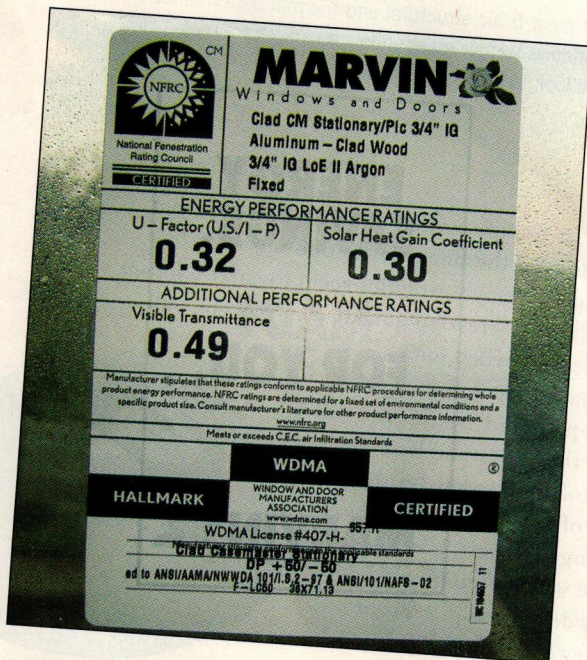 CM
NFRC
National Fenestration
Rating Council
CERTIFIED
MARVIN
Windows and Doors
Clad CM Stationary/Pic 3/4" IG
Aluminum – Clad Wood
3/4" IG LoE II Argon
Fixed
ENERGY PERFORMANCE RATINGS
U – Factor (U.S./I – P)
0.32
Solar Heat Gain Coefficient
0.30
ADDITIONAL PERFORMANCE RATINGS
Visible Transmittance
0.49
Manufacturer stipulates that these ratings conform to applicable NFRC procedures for determining whole
product energy performance. NFRC ratings are determined for a fixed set of environmental conditions and a
specific product size. Consult manufacturer's literature for other product performance information.
www.nfrc.org
Meets or exceeds C.E.C. air Infiltration Standards
WDMA
®
HALLMARK
WINDOW AND DOOR
MANUFACTURERS
ASSOCIATION
www.wdma.com
CERTIFIED
WDMA License #407-H-
applicable standards
Clad Casemaster Stationary
DP +50/-50
ed to ANSI/AAMA/NWWDA 101/I.S.2-97 & ANSI/101/NAFS-02
F-LC50 36X71.13